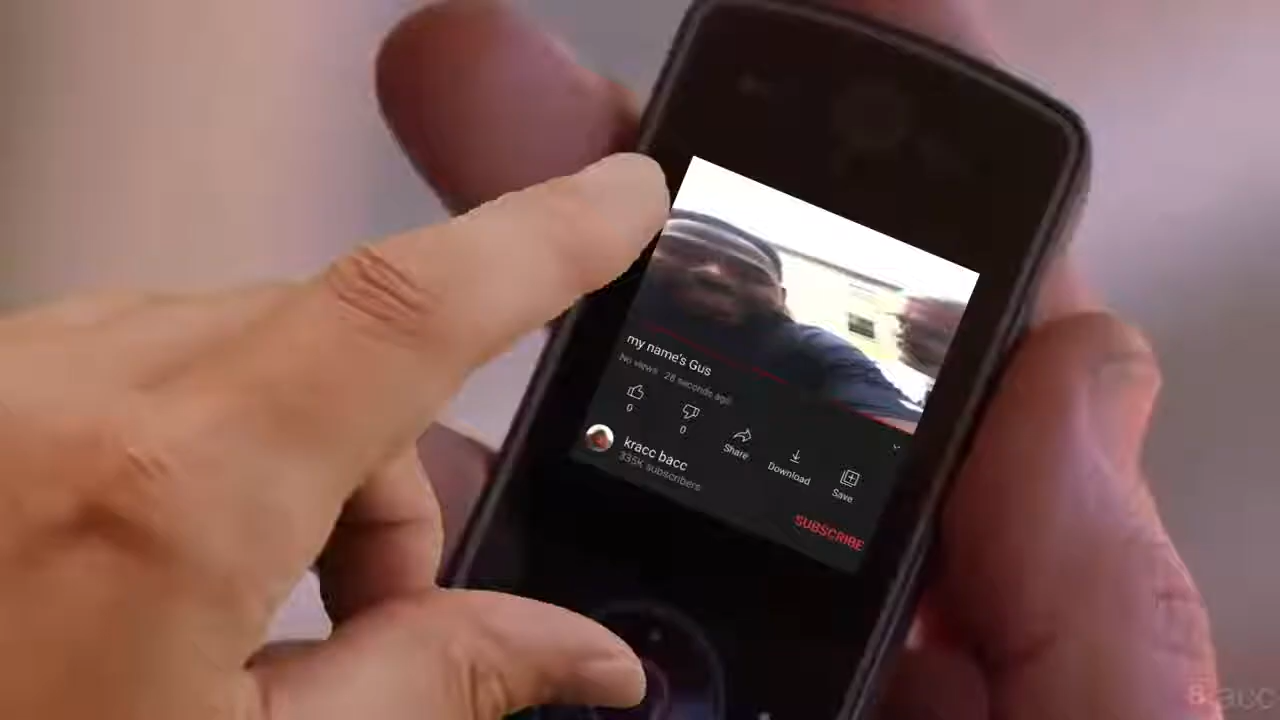 my name's Gus
No views · 28 seconds ago
0
0
Share
Download
Save
kracc bacc
335K subscribers
SUBSCRIBE